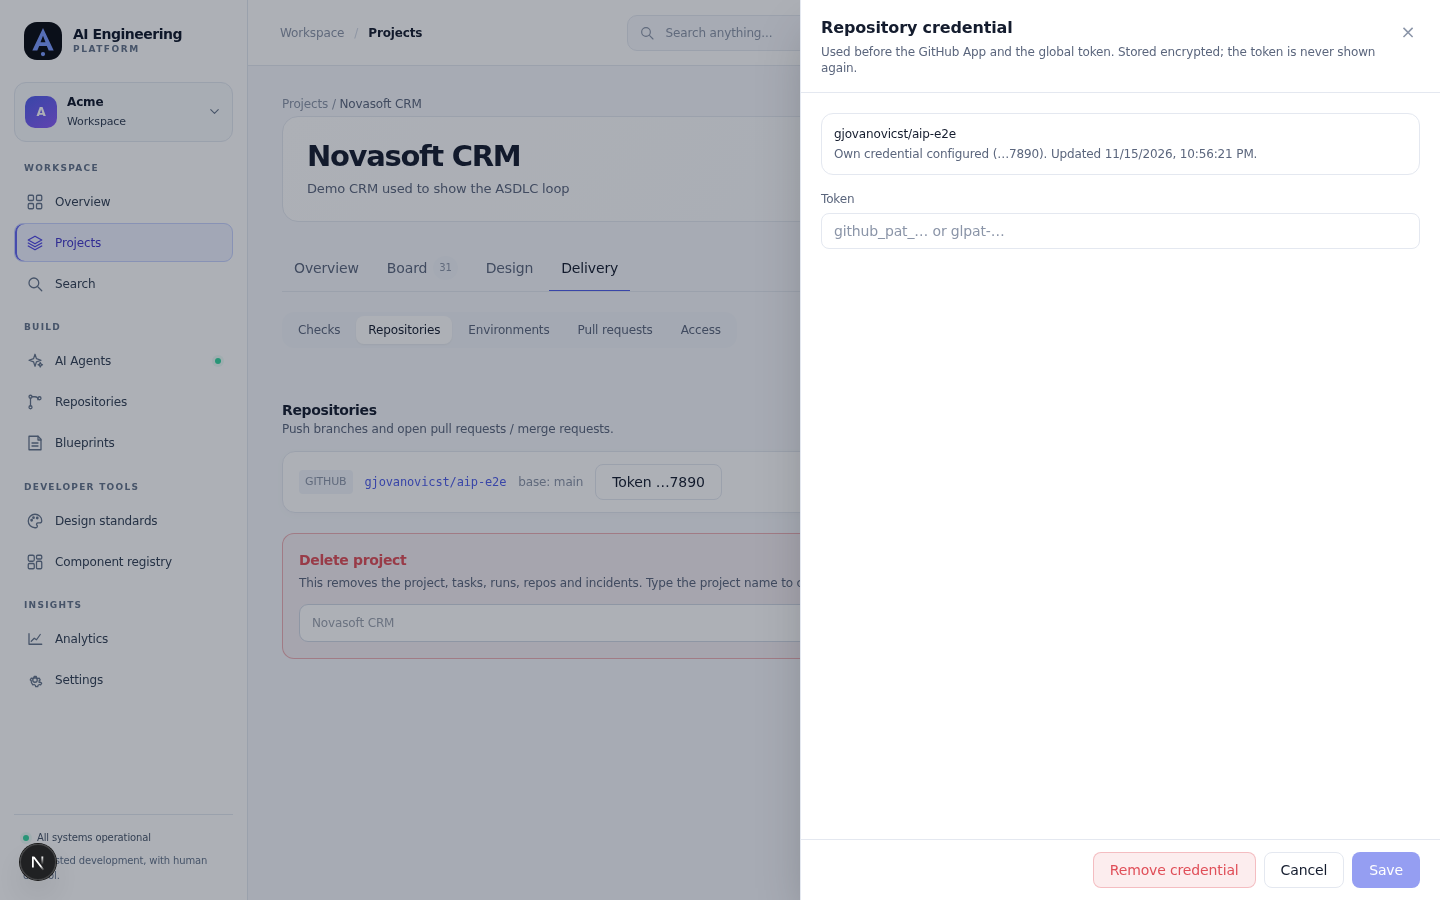 AI Engineering
PLATFORM
A
Acme
Workspace
WORKSPACE
Overview
Projects
Search
BUILD
AI Agents
Repositories
Blueprints
DEVELOPER TOOLS
Design standards
Component registry
INSIGHTS
Analytics
Settings
All systems operational
sted development, with human
N
Workspace / Projects
Search anything...
Projects / Novasoft CRM
Novasoft CRM
Demo CRM used to show the ASDLC loop
Overview Board 31 Design Delivery
Checks Repositories Environments Pull requests Access
Repositories
Push branches and open pull requests / merge requests.
GITHUB gjovanovicst/aip-e2e base: main Token …7890
Delete project
This removes the project, tasks, runs, repos and incidents. Type the project name to
Novasoft CRM
Repository credential
Used before the GitHub App and the global token. Stored encrypted; the token is never shown
again.
gjovanovicst/aip-e2e
Own credential configured (…7890). Updated 11/15/2026, 10:56:21 PM.
Token
github_pat_… or glpat-…
Remove credential Cancel Save